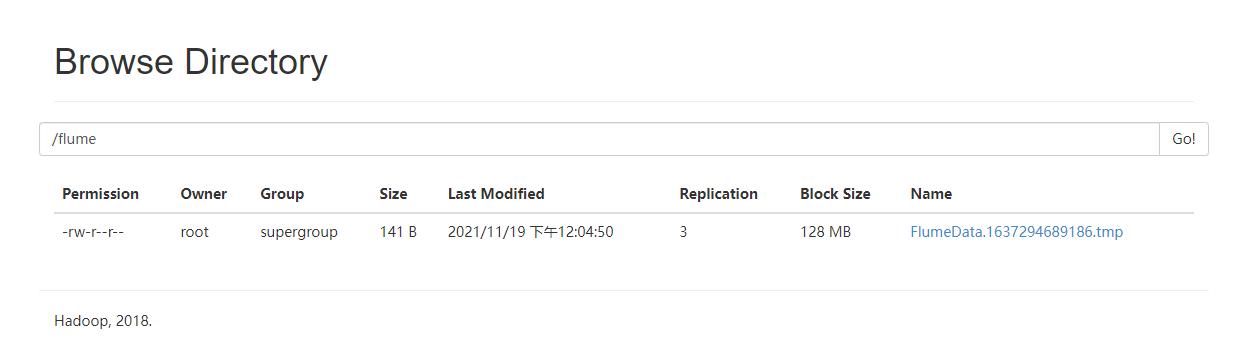 Browse Directory
/flume Go!
Permission Owner Group Size Last Modified Replication Block Size Name
-rw-r--r-- root supergroup 141 B 2021/11/19 下午12:04:50 3 128 MB FlumeData.1637294689186.tmp
Hadoop, 2018.